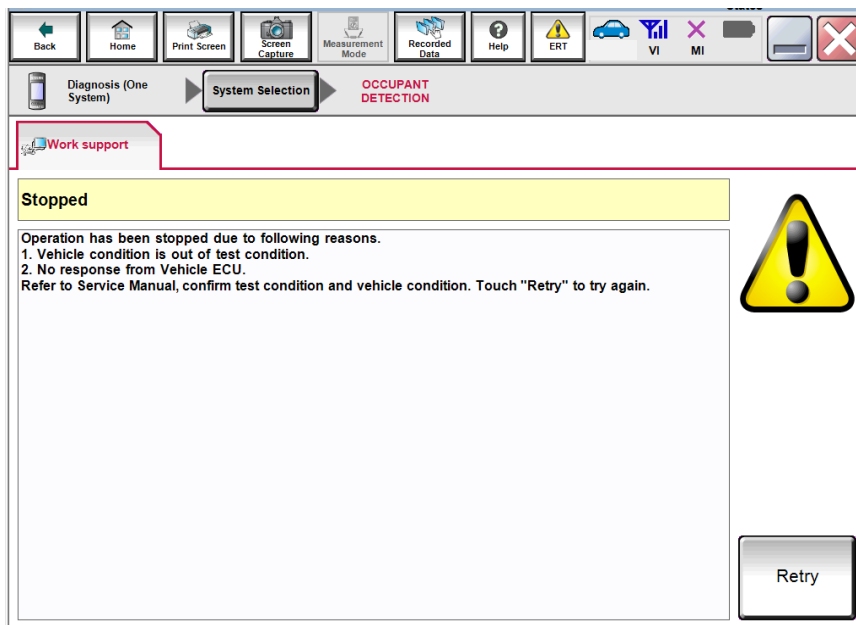 Back
Home
Print Screen
Screen
Capture
Measurement
Mode
Recorded
Data
Help
ERT
VI
MI
Diagnosis (One
System)
System Selection
OCCUPANT
DETECTION
Work support
Stopped
Operation has been stopped due to following reasons.
1. Vehicle condition is out of test condition.
2. No response from Vehicle ECU.
Refer to Service Manual, confirm test condition and vehicle condition. Touch "Retry" to try again.
Retry